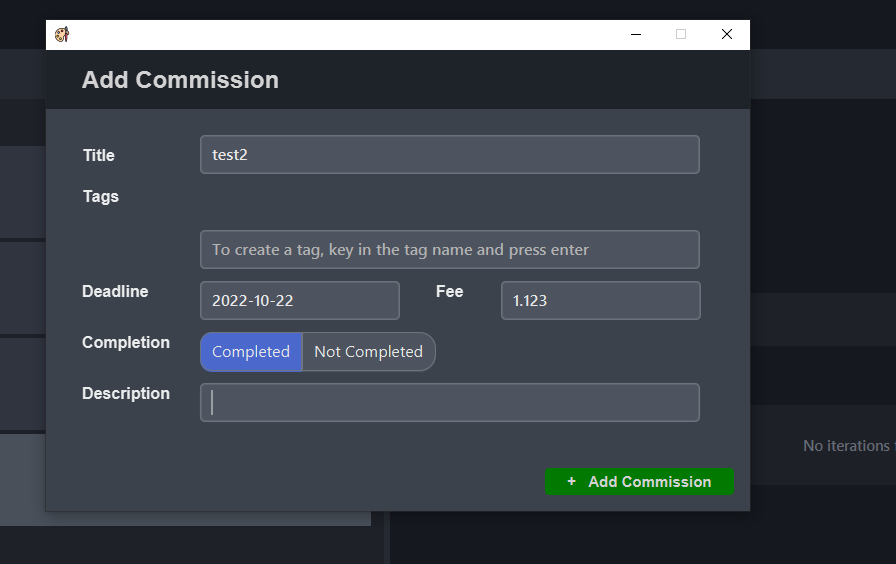 Add Commission
Title
test2
Tags
To create a tag, key in the tag name and press enter
Deadline
2022-10-22
Fee
1.123
Completion
Completed
Not Completed
Description
No iterations
+ Add Commission